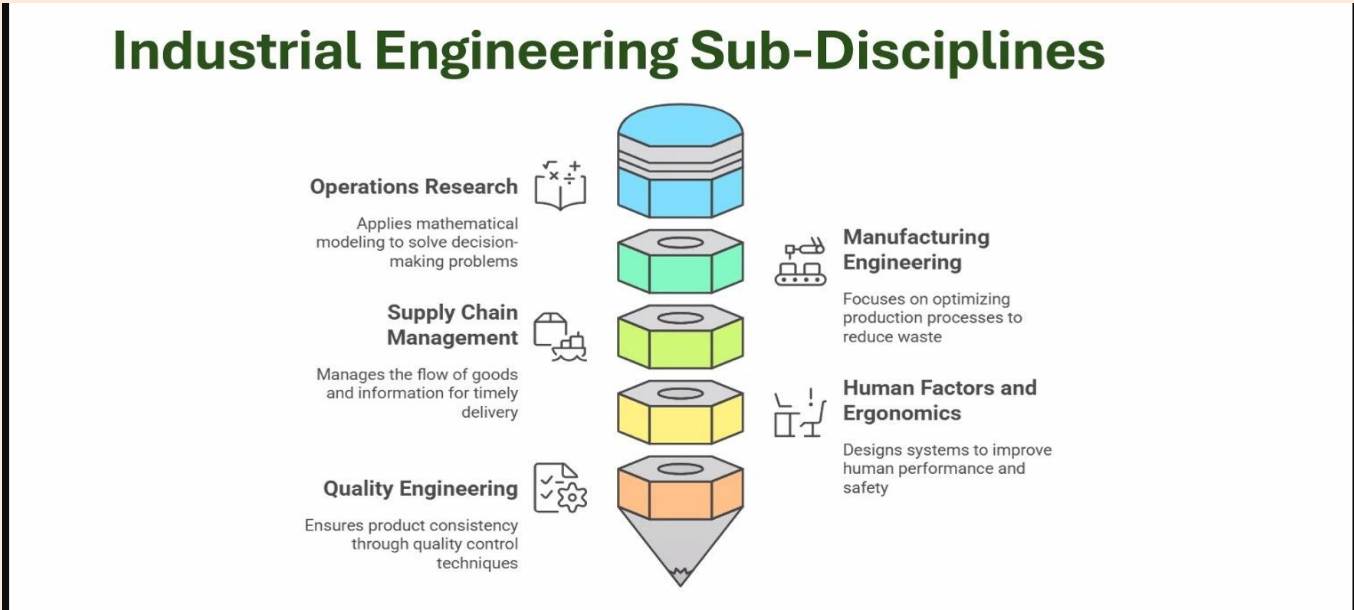 Industrial Engineering Sub-Disciplines
Operations Research
Applies mathematical
modeling to solve decision-
making problems
Manufacturing
Engineering
Focuses on optimizing
production processes to
reduce waste
Supply Chain
Management
Manages the flow of goods
and information for timely
delivery
Human Factors and
Ergonomics
Designs systems to improve
human performance and
safety
Quality Engineering
Ensures product consistency
through quality control
techniques